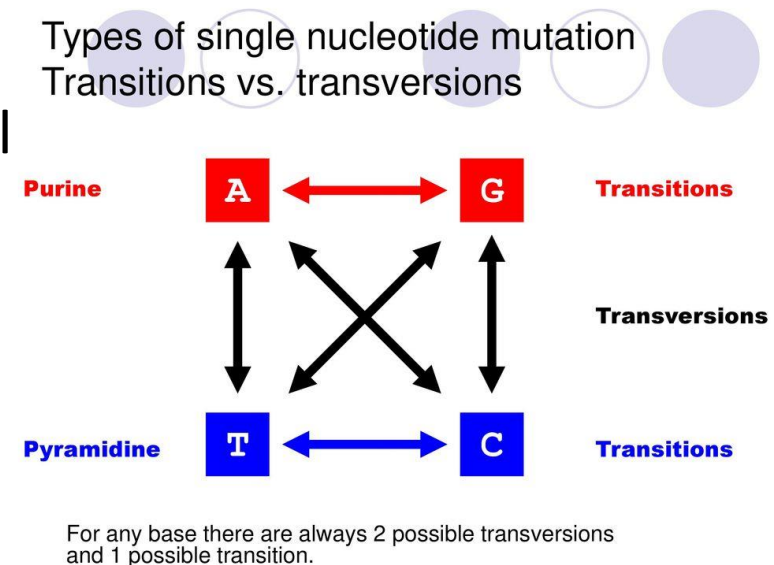 Types of single nucleotide mutation
Transitions vs. transversions
Purine A G Transitions
Transversions
Pyramidine T C Transitions
For any base there are always 2 possible transversions
and 1 possible transition.